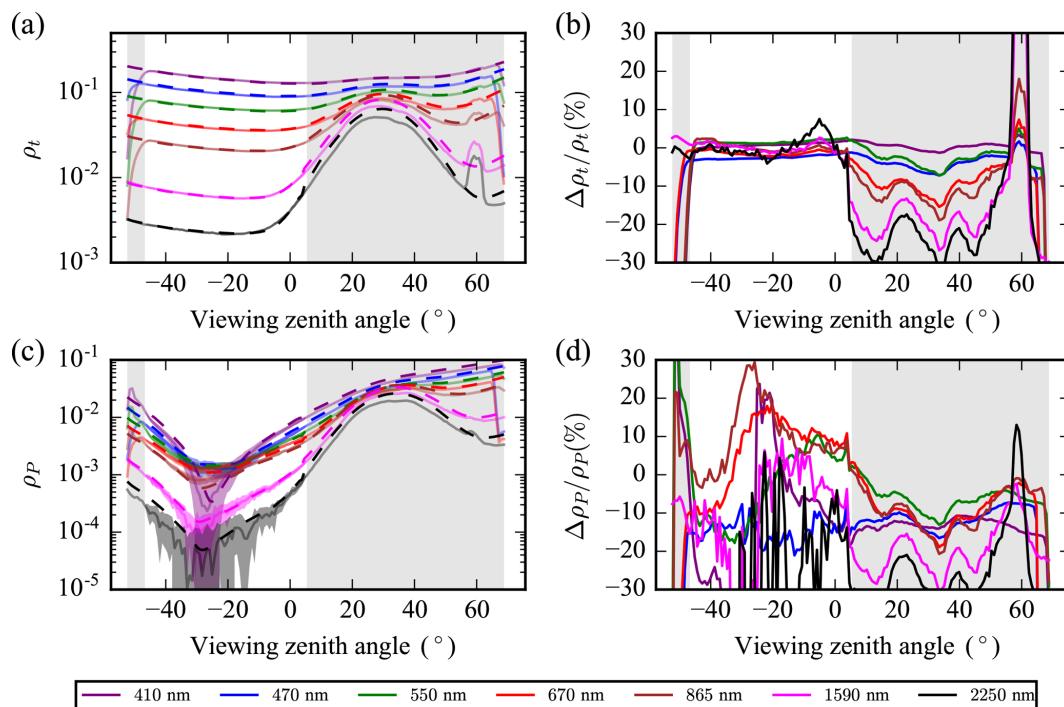 (a)
(b)
10⁻¹
10⁻²
10⁻³
ρt
−40 −20 0 20 40 60
Viewing zenith angle (°)
30
20
10
0
−10
−20
−30
Δρt/ρt(%)
−40 −20 0 20 40 60
Viewing zenith angle (°)
(c)
(d)
10⁻¹
10⁻²
10⁻³
10⁻⁴
10⁻⁵
ρP
−40 −20 0 20 40 60
Viewing zenith angle (°)
30
20
10
0
−10
−20
−30
ΔρP/ρP(%)
−40 −20 0 20 40 60
Viewing zenith angle (°)
410 nm 470 nm 550 nm 670 nm 865 nm 1590 nm 2250 nm